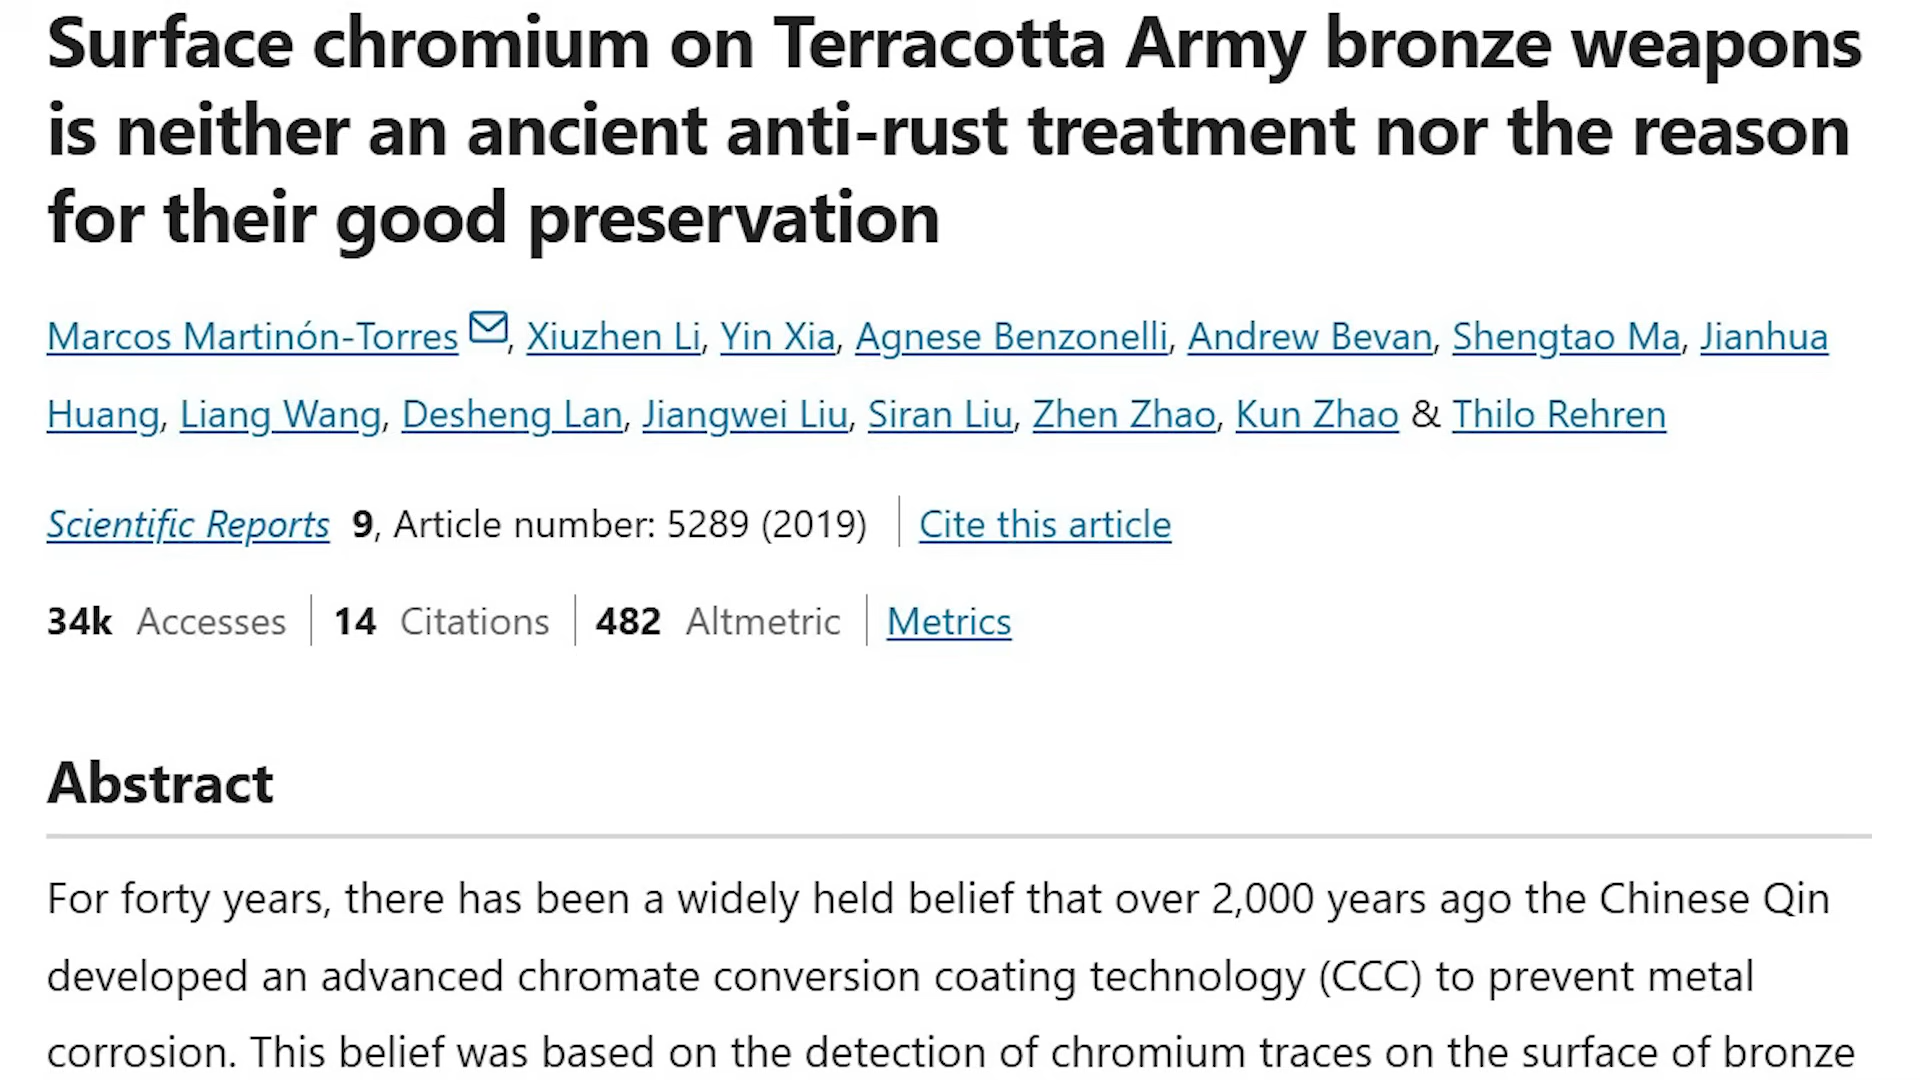 Surface chromium on Terracotta Army bronze weapons
is neither an ancient anti-rust treatment nor the reason
for their good preservation
Marcos Martinón-Torres, Xiuzhen Li, Yin Xia, Agnese Benzonelli, Andrew Bevan, Shengtao Ma, Jianhua
Huang, Liang Wang, Desheng Lan, Jiangwei Liu, Siran Liu, Zhen Zhao, Kun Zhao & Thilo Rehren
Scientific Reports 9, Article number: 5289 (2019) Cite this article
34k Accesses 14 Citations 482 Altmetric Metrics
Abstract
For forty years, there has been a widely held belief that over 2,000 years ago the Chinese Qin
developed an advanced chromate conversion coating technology (CCC) to prevent metal
corrosion. This belief was based on the detection of chromium traces on the surface of bronze